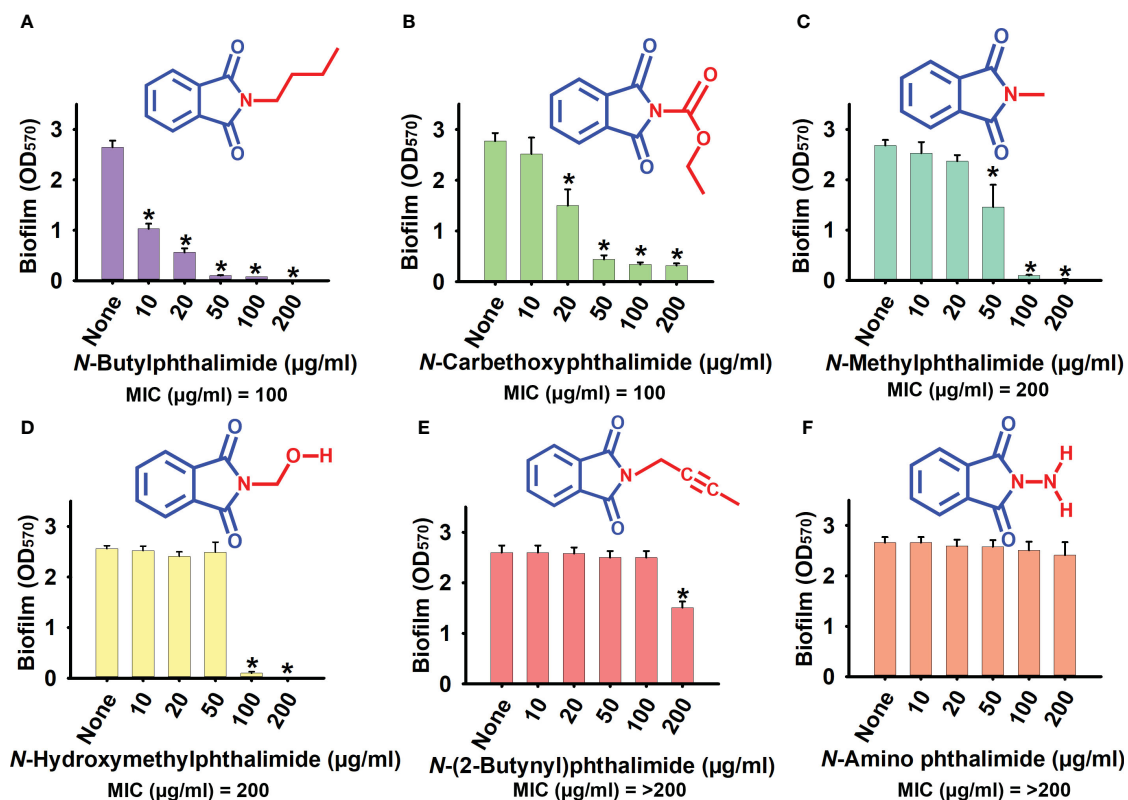 A
O
N
O
Biofilm (OD570)
3
2
1
0
* * * * *
None 10 20 50 100 200
N-Butylphthalimide (µg/ml)
MIC (µg/ml) = 100
B
O
O
N
O
O
Biofilm (OD570)
3
2
1
0
* * * *
None 10 20 50 100 200
N-Carbethoxyphthalimide (µg/ml)
MIC (µg/ml) = 100
C
O
N
O
Biofilm (OD570)
3
2
1
0
* * *
None 10 20 50 100 200
N-Methylphthalimide (µg/ml)
MIC (µg/ml) = 200
D
O
O H
N
O
Biofilm (OD570)
3
2
1
0
* *
None 10 20 50 100 200
N-Hydroxymethylphthalimide (µg/ml)
MIC (µg/ml) = 200
E
O
N
C
C
O
Biofilm (OD570)
3
2
1
0
*
None 10 20 50 100 200
N-(2-Butynyl)phthalimide (µg/ml)
MIC (µg/ml) = >200
F
O
H
N N
H
O
Biofilm (OD570)
3
2
1
0
None 10 20 50 100 200
N-Amino phthalimide (µg/ml)
MIC (µg/ml) = >200